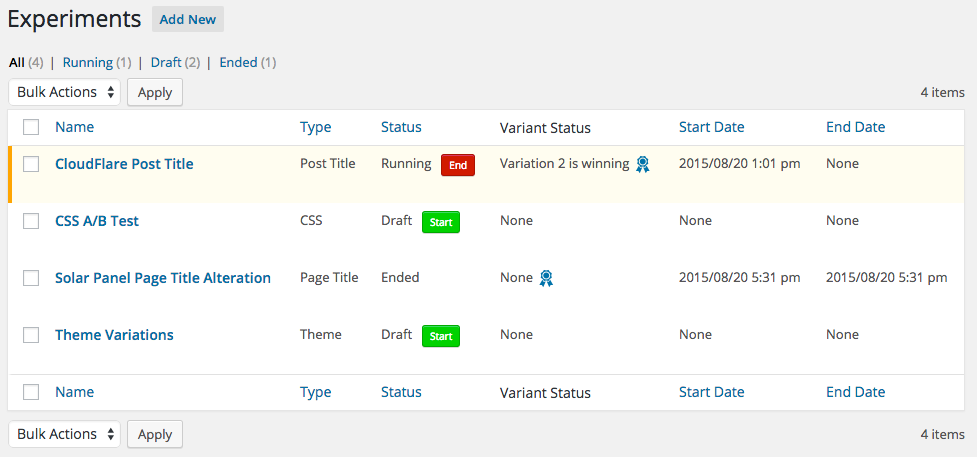 Experiments Add New
All (4) | Running (1) | Draft (2) | Ended (1)
Bulk Actions Apply 4 items
Name Type Status Variant Status Start Date End Date
CloudFlare Post Title Post Title Running End Variation 2 is winning 2015/08/20 1:01 pm None
CSS A/B Test CSS Draft Start None None None
Solar Panel Page Title Alteration Page Title Ended None 2015/08/20 5:31 pm 2015/08/20 5:31 pm
Theme Variations Theme Draft Start None None None
Name Type Status Variant Status Start Date End Date
Bulk Actions Apply 4 items